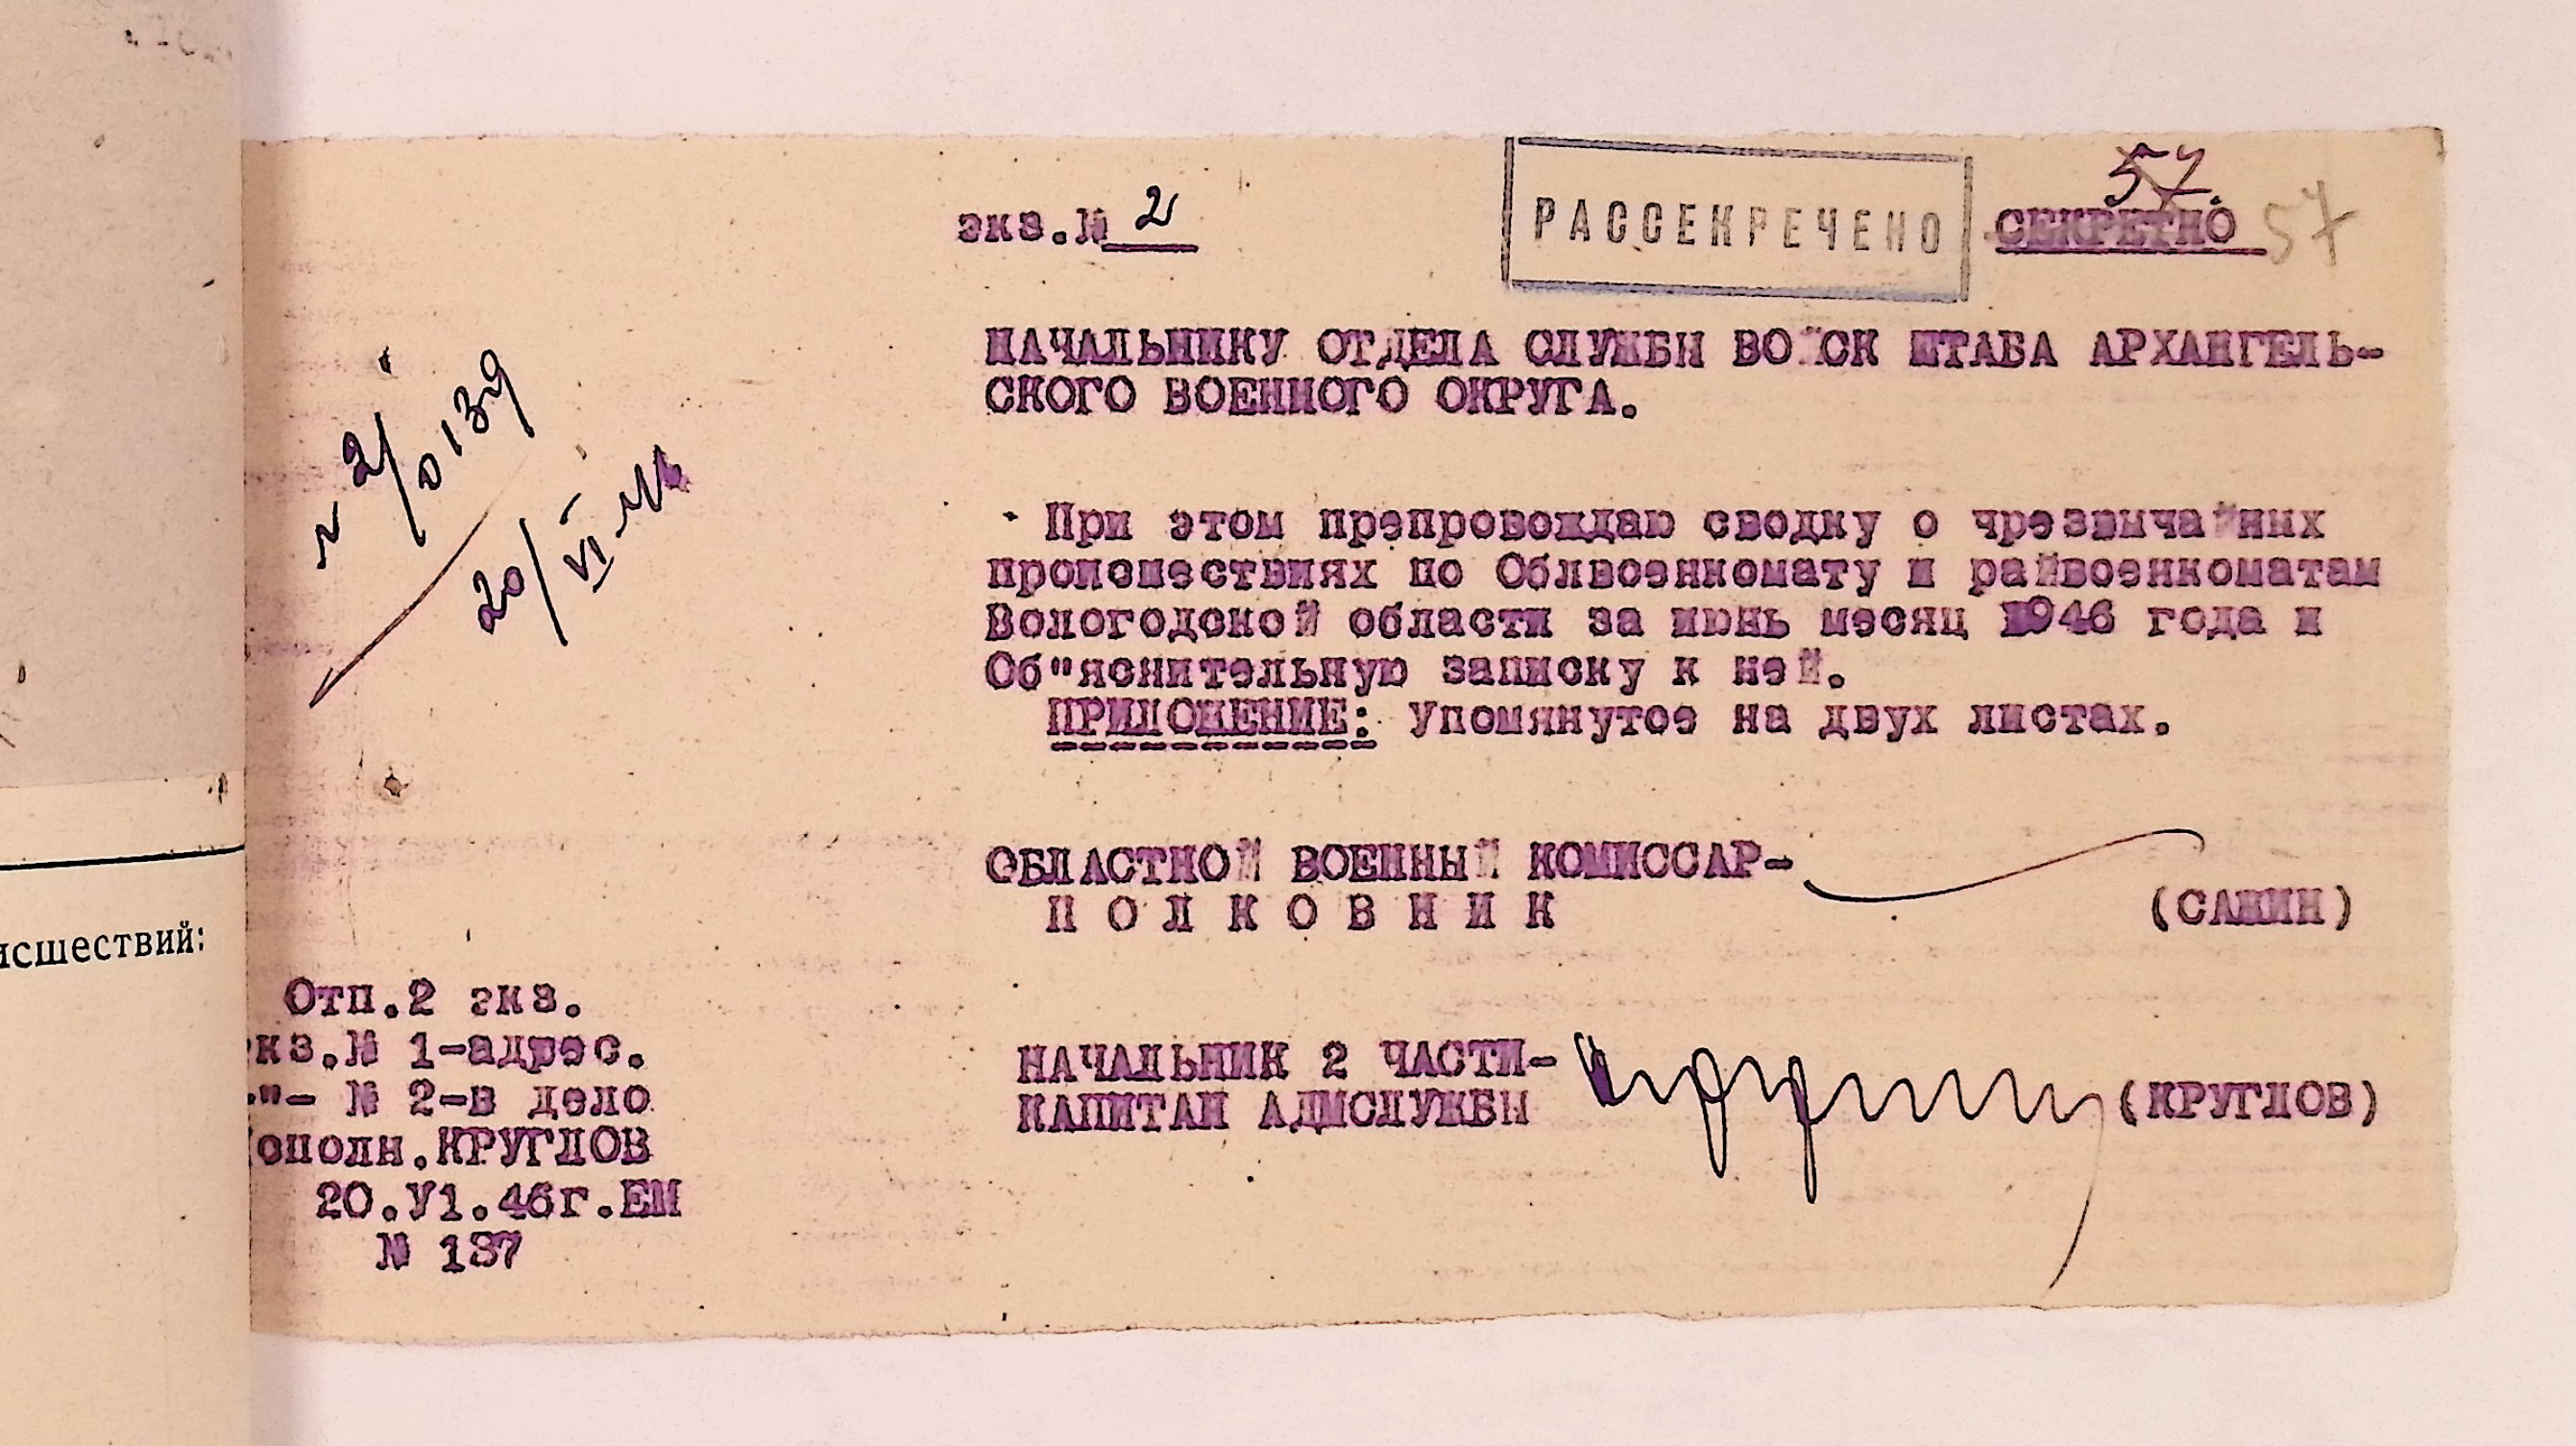 57.
экз.№ 2
РАССЕКРЕЧЕНО
СЕКРЕТНО 57
НАЧАЛЬНИКУ ОТДЕЛА СЛУЖБЫ ВОЙСК ШТАБА АРХАНГЕЛЬ-
СКОГО ВОЕННОГО ОКРУГА.
№ 2/0139
20/VI-46
При этом препровождаю сводку о чрезвычайных
происшествиях по Облвоенкомату и райвоенкоматам
Вологодской области за июнь месяц 1946 года и
Об"яснительную записку к ней.
ПРИЛОЖЕНИЕ: Упомянутое на двух листах.
ОБЛАСТНОЙ ВОЕННЫЙ КОМИССАР-
ПОЛКОВНИК
(САЖИН)
исшествий:
Отп.2 экз.
экз.№ 1-адрес.
-"- № 2-в дело
Исполн.КРУГЛОВ
20.У1.46г.ЕМ
№ 137
НАЧАЛЬНИК 2 ЧАСТИ-
КАПИТАН АДМСЛУЖБЫ
(КРУГЛОВ)